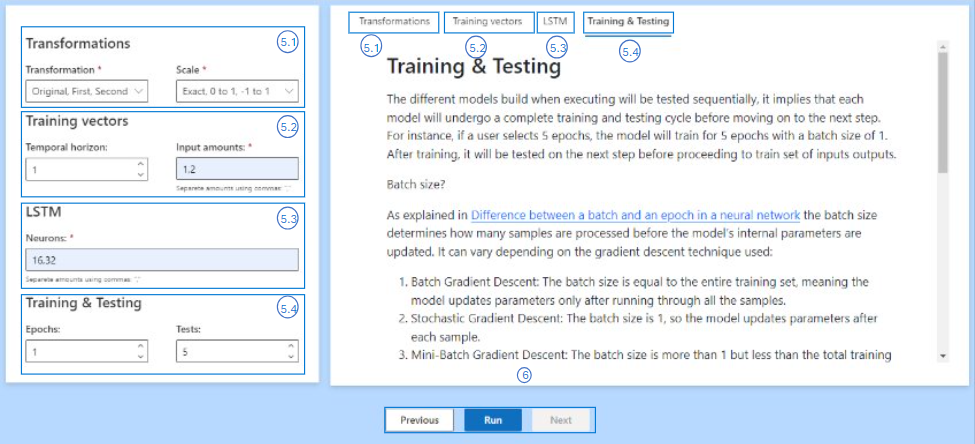 Transformations
5.1
Transformation *
Scale *
Original, First, Second
Exact, 0 to 1, -1 to 1
Training vectors
5.2
Temporal horizon:
Input amounts: *
1
1.2
Separate amounts using commas: ","
LSTM
5.3
Neurons: *
16.32
Separate amounts using commas: ","
Training & Testing
5.4
Epochs:
Tests:
1
5
Transformations
Training vectors
LSTM
Training & Testing
5.1
5.2
5.3
5.4
Training & Testing
The different models build when executing will be tested sequentially, it implies that each
model will undergo a complete training and testing cycle before moving on to the next step.
For instance, if a user selects 5 epochs, the model will train for 5 epochs with a batch size of 1.
After training, it will be tested on the next step before proceeding to train set of inputs outputs.
Batch size?
As explained in Difference between a batch and an epoch in a neural network the batch size
determines how many samples are processed before the model's internal parameters are
updated. It can vary depending on the gradient descent technique used:
1. Batch Gradient Descent: The batch size is equal to the entire training set, meaning the
model updates parameters only after running through all the samples.
2. Stochastic Gradient Descent: The batch size is 1, so the model updates parameters after
each sample.
3. Mini-Batch Gradient Descent: The batch size is more than 1 but less than the total training
6
Previous
Run
Next